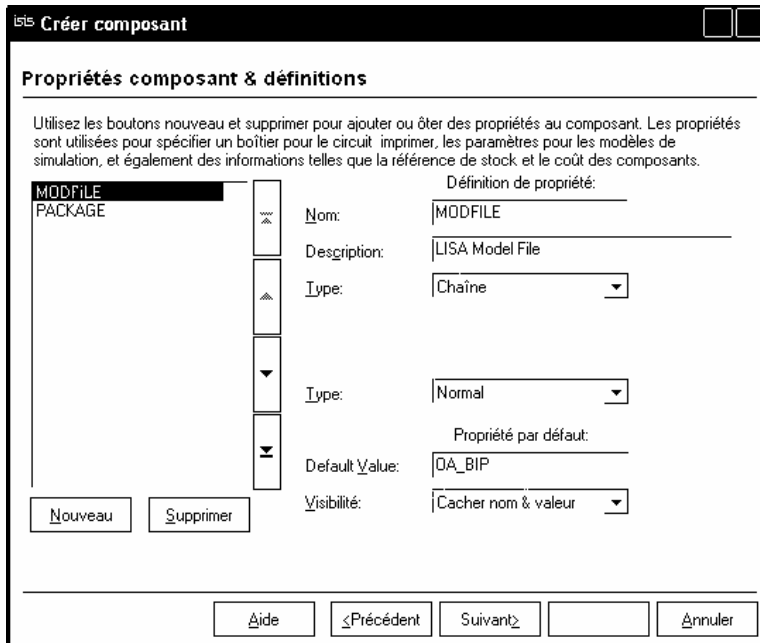 isis Créer composant
Propriétés composant & définitions
Utilisez les boutons nouveau et supprimer pour ajouter ou ôter des propriétés au composant. Les propriétés
sont utilisées pour spécifier un boîtier pour le circuit imprimer, les paramètres pour les modèles de
simulation, et également des informations telles que la référence de stock et le coût des composants.
MODFiLE
PACKAGE
Définition de propriété:
Nom: MODFILE
Description: LISA Model File
Type: Chaîne
Type: Normal
Propriété par défaut:
Default Value: OA_BIP
Visibilité: Cacher nom & valeur
Nouveau Supprimer
Aide <Précédent Suivant> Annuler